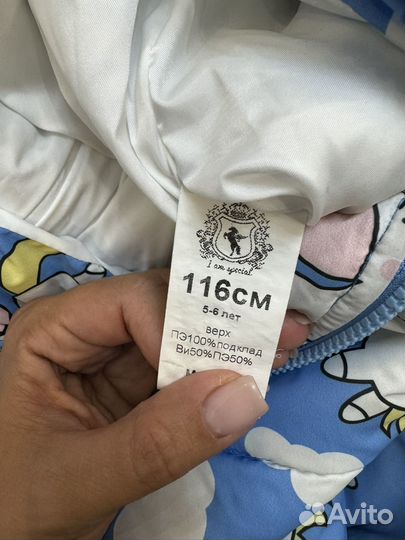 I am special
116см
5-6 лет
верх
ПЭ100%подклад
Ви50%ПЭ50%
Avito